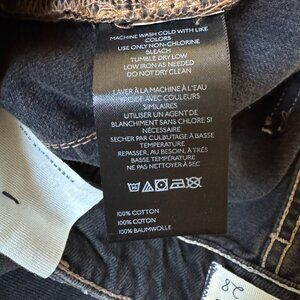 MACHINE WASH COLD WITH LIKE
COLORS
USE ONLY NON-CHLORINE
BLEACH
TUMBLE DRY LOW
LOW IRON AS NEEDED
DO NOT DRY CLEAN
LAVER À LA MACHINE À L'EAU
FROIDE AVEC COULEURS
SIMILAIRES
UTILISER UN AGENT DE
BLANCHIMENT SANS CHLORE SI
NÉCESSAIRE
SECHER PAR CULBUTAGE À BASSE
TEMPERATURE
REPASSER, AU BESOIN, À TRÈS
BASSE TEMPÉRATURE
NE PAS NETTOYER À SEC
100% COTTON
100% COTON
100% BAUMWOLLE
28